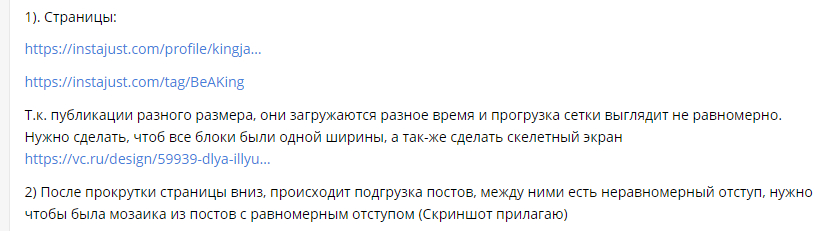 1). Страницы:
https://instajust.com/profile/kingja...
https://instajust.com/tag/BeAKing
Т.к. публикации разного размера, они загружаются разное время и прогрузка сетки выглядит не равномерно.
Нужно сделать, чтоб все блоки были одной ширины, а так-же сделать скелетный экран
https://vc.ru/design/59939-dlya-illyu...
2) После прокрутки страницы вниз, происходит подгрузка постов, между ними есть неравномерный отступ, нужно
чтобы была мозаика из постов с равномерным отступом (Скриншот прилагаю)